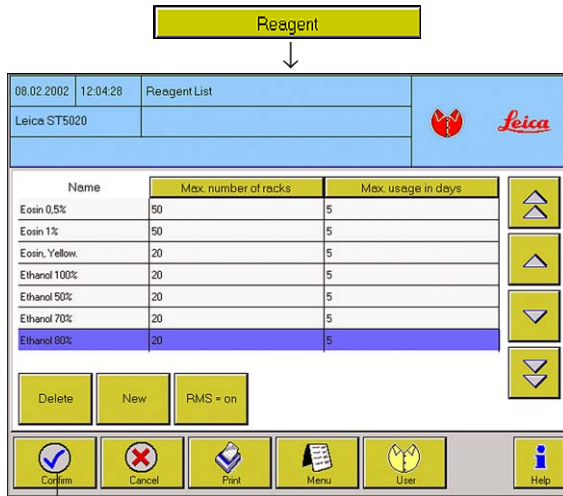 Reagent
08.02.2002 12:04:28 Reagent List
Leica ST5020
Leica
Name Max. number of racks Max. usage in days
Eosin 0,5% 50 5
Eosin 1% 50 5
Eosin, Yellow. 20 5
Ethanol 100% 20 5
Ethanol 50% 20 5
Ethanol 70% 20 5
Ethanol 80% 20 5
Delete New RMS = on
Confirm Cancel Print Menu User Help